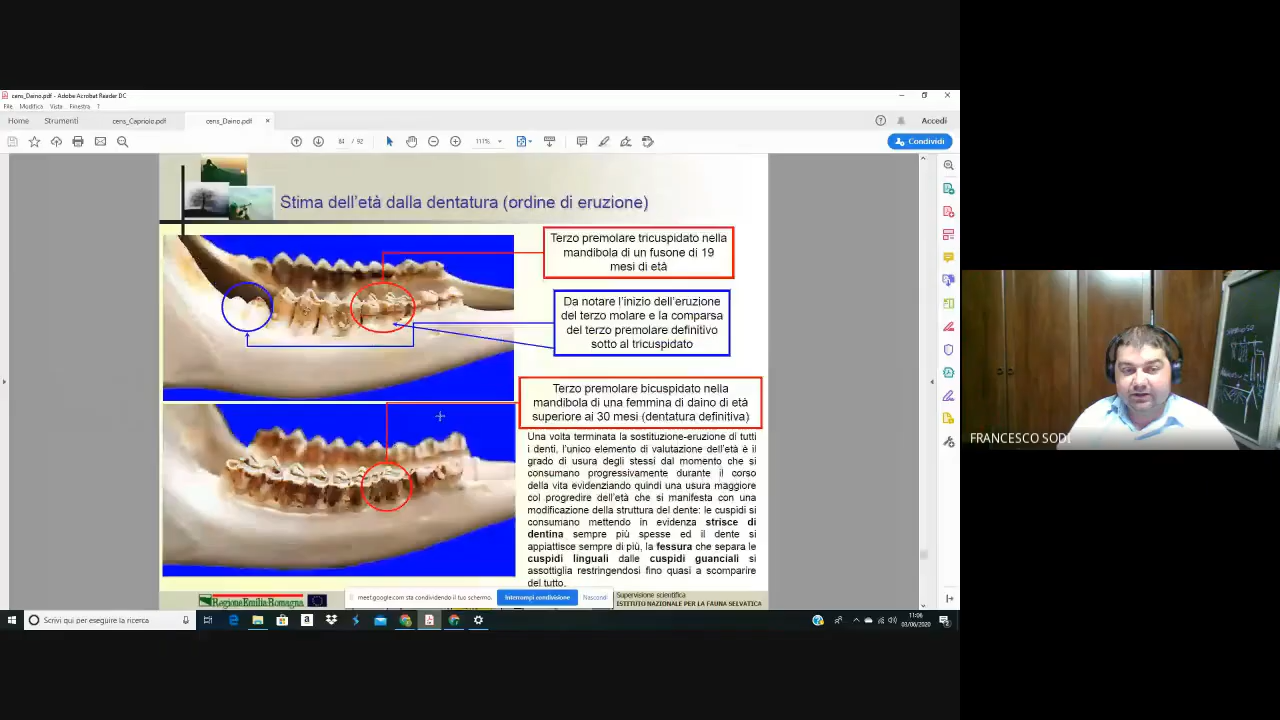 cens_Daino.pdf - Adobe Acrobat Reader DC
File Modifica Vista Finestra ?
Home Strumenti cens_Capriolo.pdf cens_Daino.pdf × Accedi
84 / 92 111% Condividi
Stima dell'età dalla dentatura (ordine di eruzione)
Terzo premolare tricuspidato nella
mandibola di un fusone di 19
mesi di età
Da notare l'inizio dell'eruzione
del terzo molare e la comparsa
del terzo premolare definitivo
sotto al tricuspidato
Terzo premolare bicuspidato nella
mandibola di una femmina di daino di età
superiore ai 30 mesi (dentatura definitiva)
Una volta terminata la sostituzione-eruzione di tutti
i denti, l'unico elemento di valutazione dell'età è il
grado di usura degli stessi dal momento che si
consumano progressivamente durante il corso
della vita evidenziando quindi una usura maggiore
col progredire dell'età che si manifesta con una
modificazione della struttura del dente: le cuspidi si
consumano mettendo in evidenza strisce di
dentina sempre più spesse ed il dente si
appiattisce sempre di più, la fessura che separa le
cuspidi linguali dalle cuspidi guanciali si
assottiglia restringendosi fino quasi a scomparire
del tutto.
RegioneEmiliaRomagna
meet.google.com sta condividendo il tuo schermo. Interrompi condivisione Nascondi
Supervisione scientifica
ISTITUTO NAZIONALE PER LA FAUNA SELVATICA
Scrivi qui per eseguire la ricerca
11:06
03/06/2020
FRANCESCO SODI